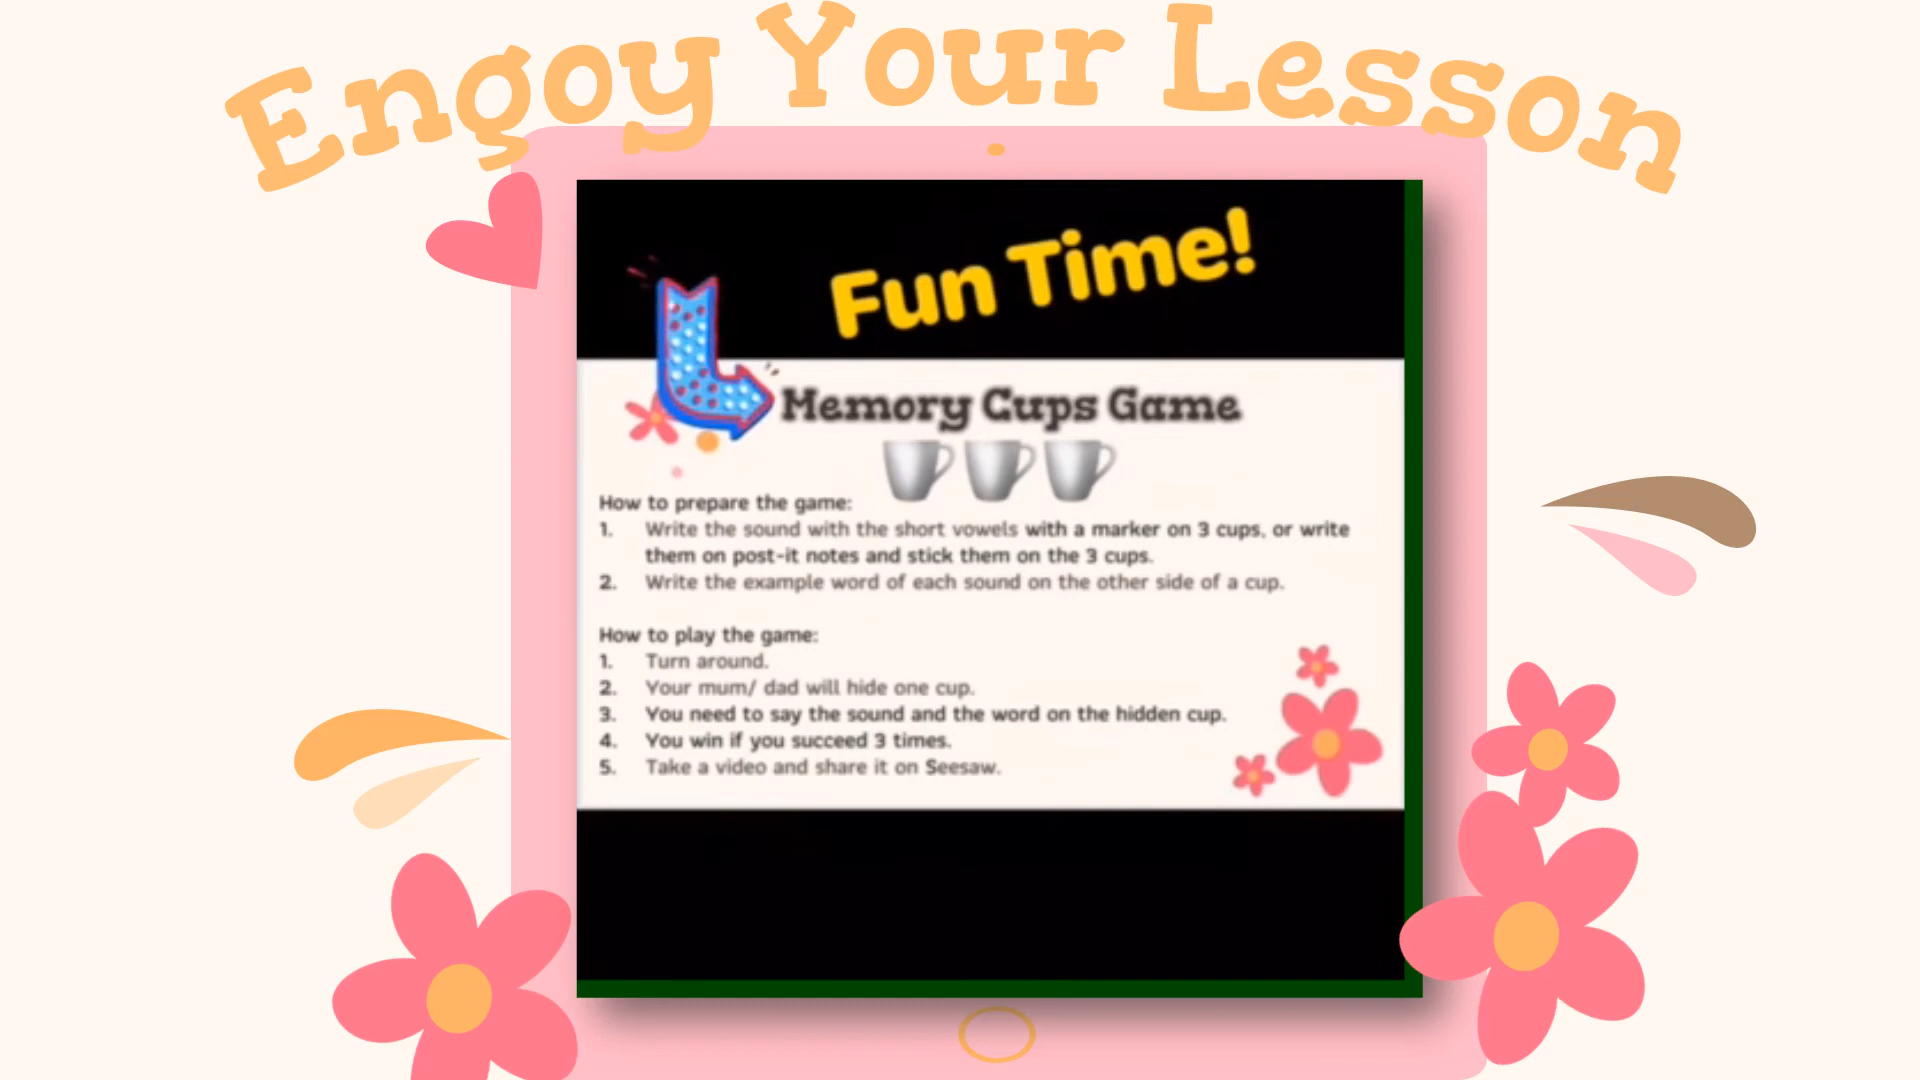 Engoy Your Lesson
Fun Time!
Memory Cups Game
How to prepare the game:
1. Write the sound with the short vowels with a marker on 3 cups, or write
them on post-it notes and stick them on the 3 cups.
2. Write the example word of each sound on the other side of a cup.
How to play the game:
1. Turn around.
2. Your mum/ dad will hide one cup.
3. You need to say the sound and the word on the hidden cup.
4. You win if you succeed 3 times.
5. Take a video and share it on Seesaw.